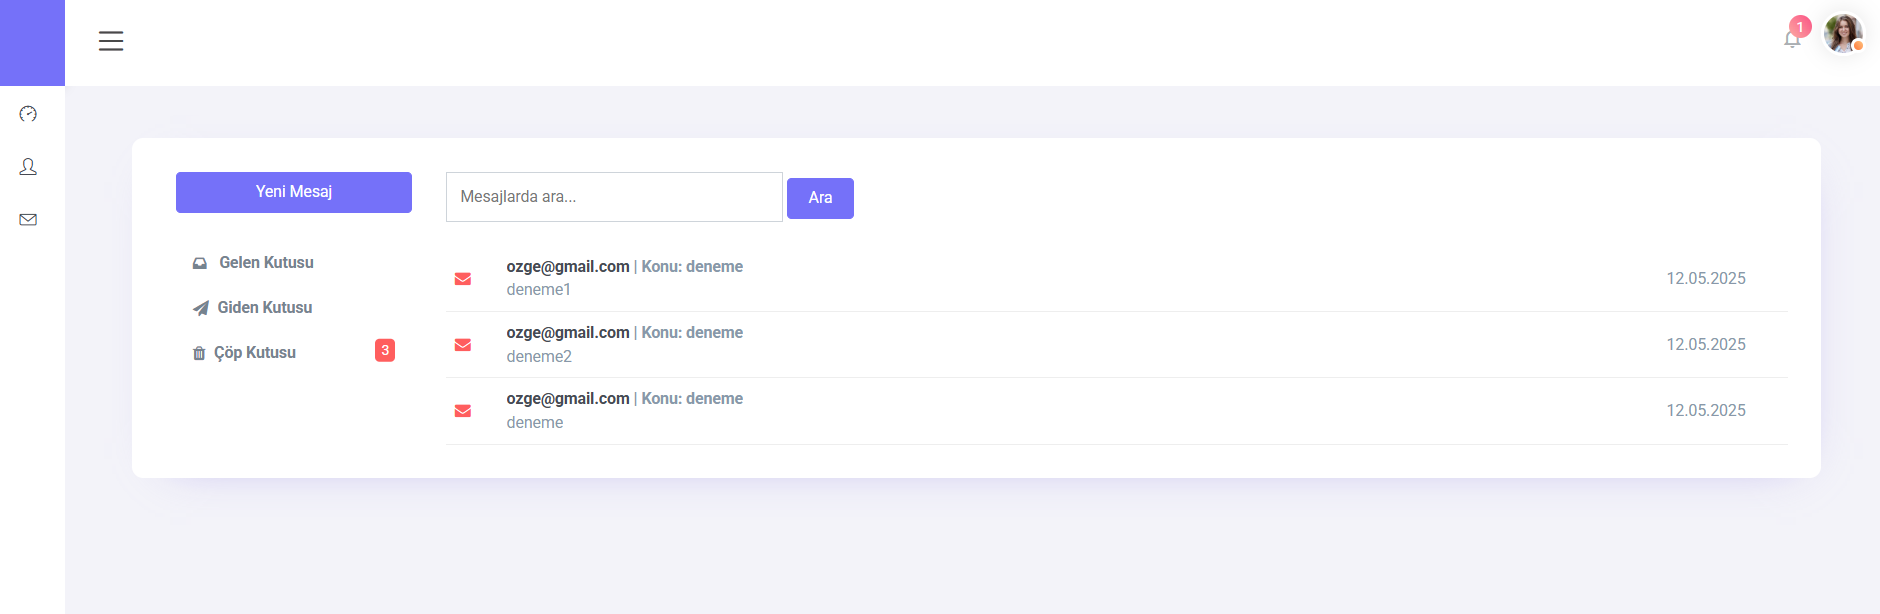 1
Yeni Mesaj
Mesajlarda ara...
Ara
Gelen Kutusu
Giden Kutusu
Çöp Kutusu 3
ozge@gmail.com | Konu: deneme
deneme1
12.05.2025
ozge@gmail.com | Konu: deneme
deneme2
12.05.2025
ozge@gmail.com | Konu: deneme
deneme
12.05.2025